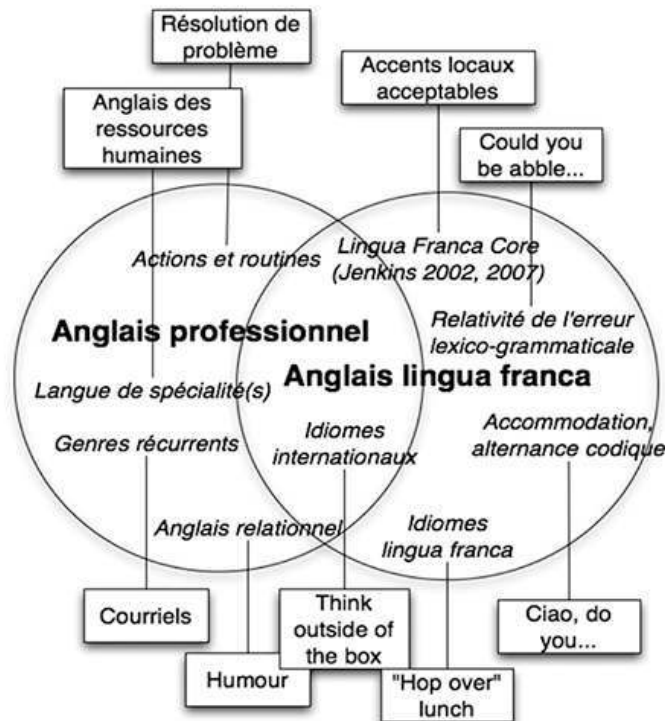 Résolution de
problème
Accents locaux
acceptables
Anglais des
ressources
humaines
Could you
be abble...
Actions et routines
Lingua Franca Core
(Jenkins 2002, 2007)
Anglais professionnel
Relativité de l'erreur
lexico-grammaticale
Anglais lingua franca
Langue de spécialité(s)
Accommodation,
alternance codique
Genres récurrents
Idiomes
internationaux
Anglais relationnel
Idiomes
lingua franca
Courriels
Think
outside of
the box
Ciao, do
you...
Humour
"Hop over"
lunch